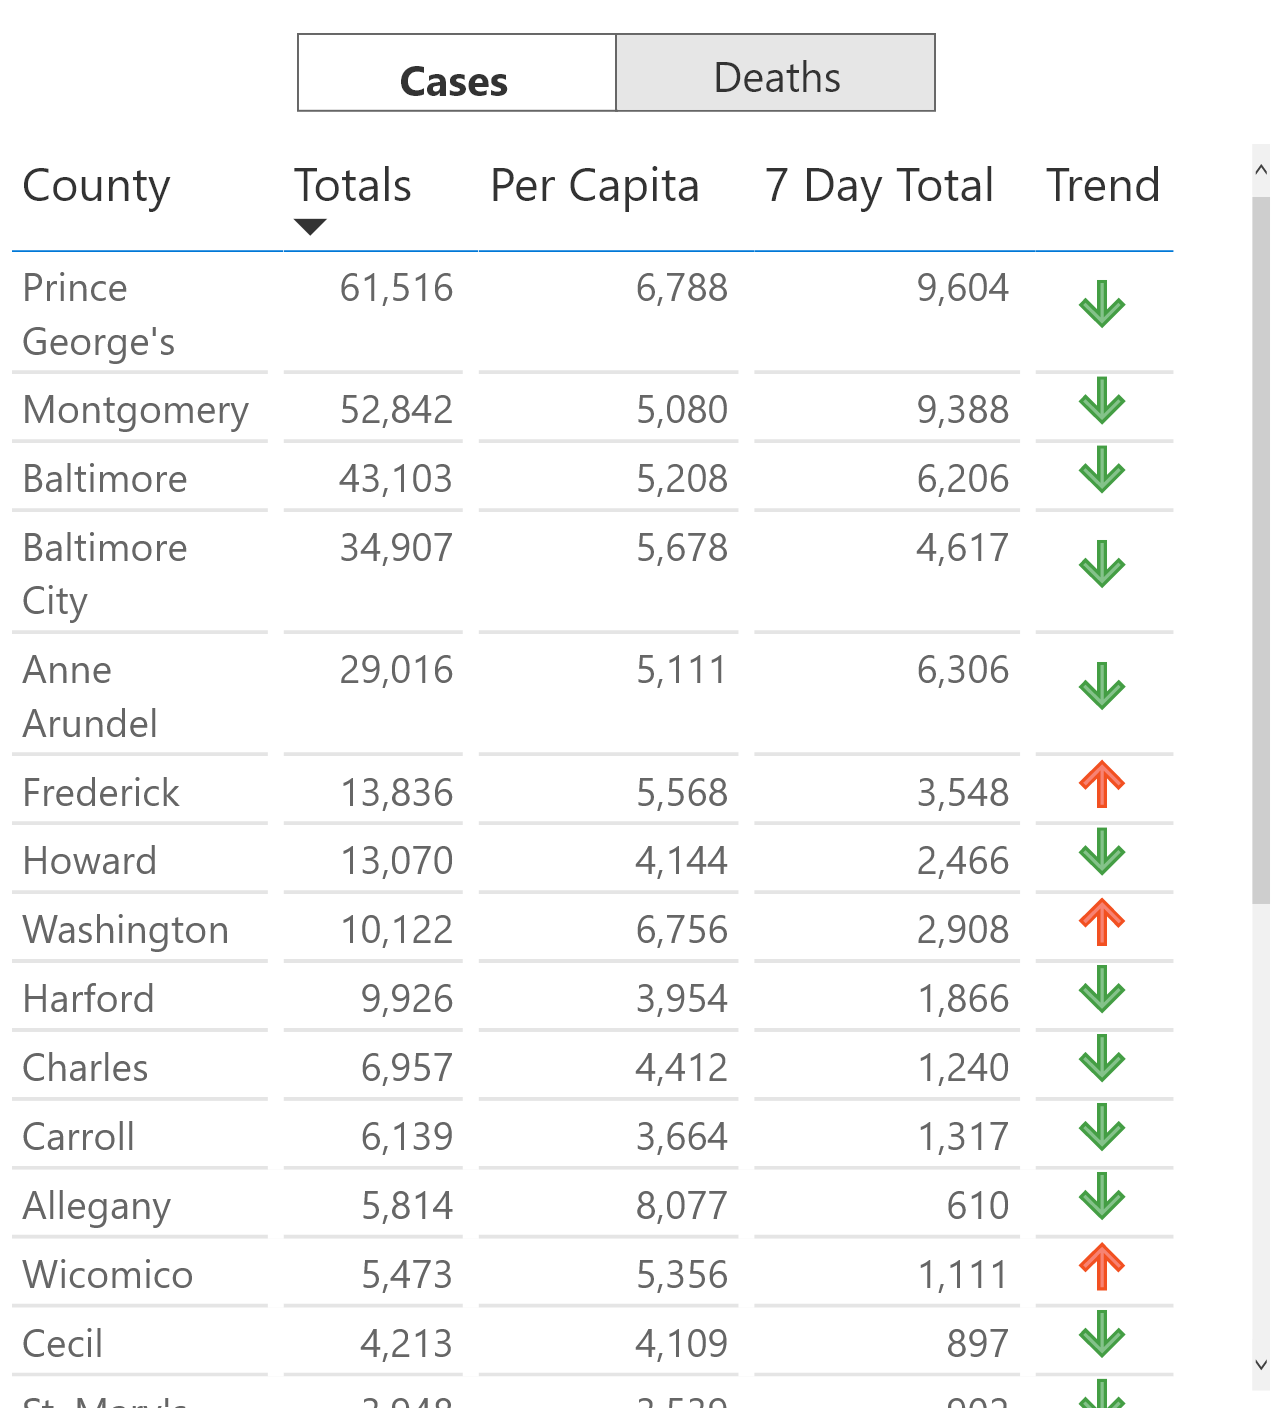 Cases Deaths
County Totals Per Capita 7 Day Total Trend
Prince 61,516 6,788 9,604
George's
Montgomery 52,842 5,080 9,388
Baltimore 43,103 5,208 6,206
Baltimore 34,907 5,678 4,617
City
Anne 29,016 5,111 6,306
Arundel
Frederick 13,836 5,568 3,548
Howard 13,070 4,144 2,466
Washington 10,122 6,756 2,908
Harford 9,926 3,954 1,866
Charles 6,957 4,412 1,240
Carroll 6,139 3,664 1,317
Allegany 5,814 8,077 610
Wicomico 5,473 5,356 1,111
Cecil 4,213 4,109 897
St. Mary's